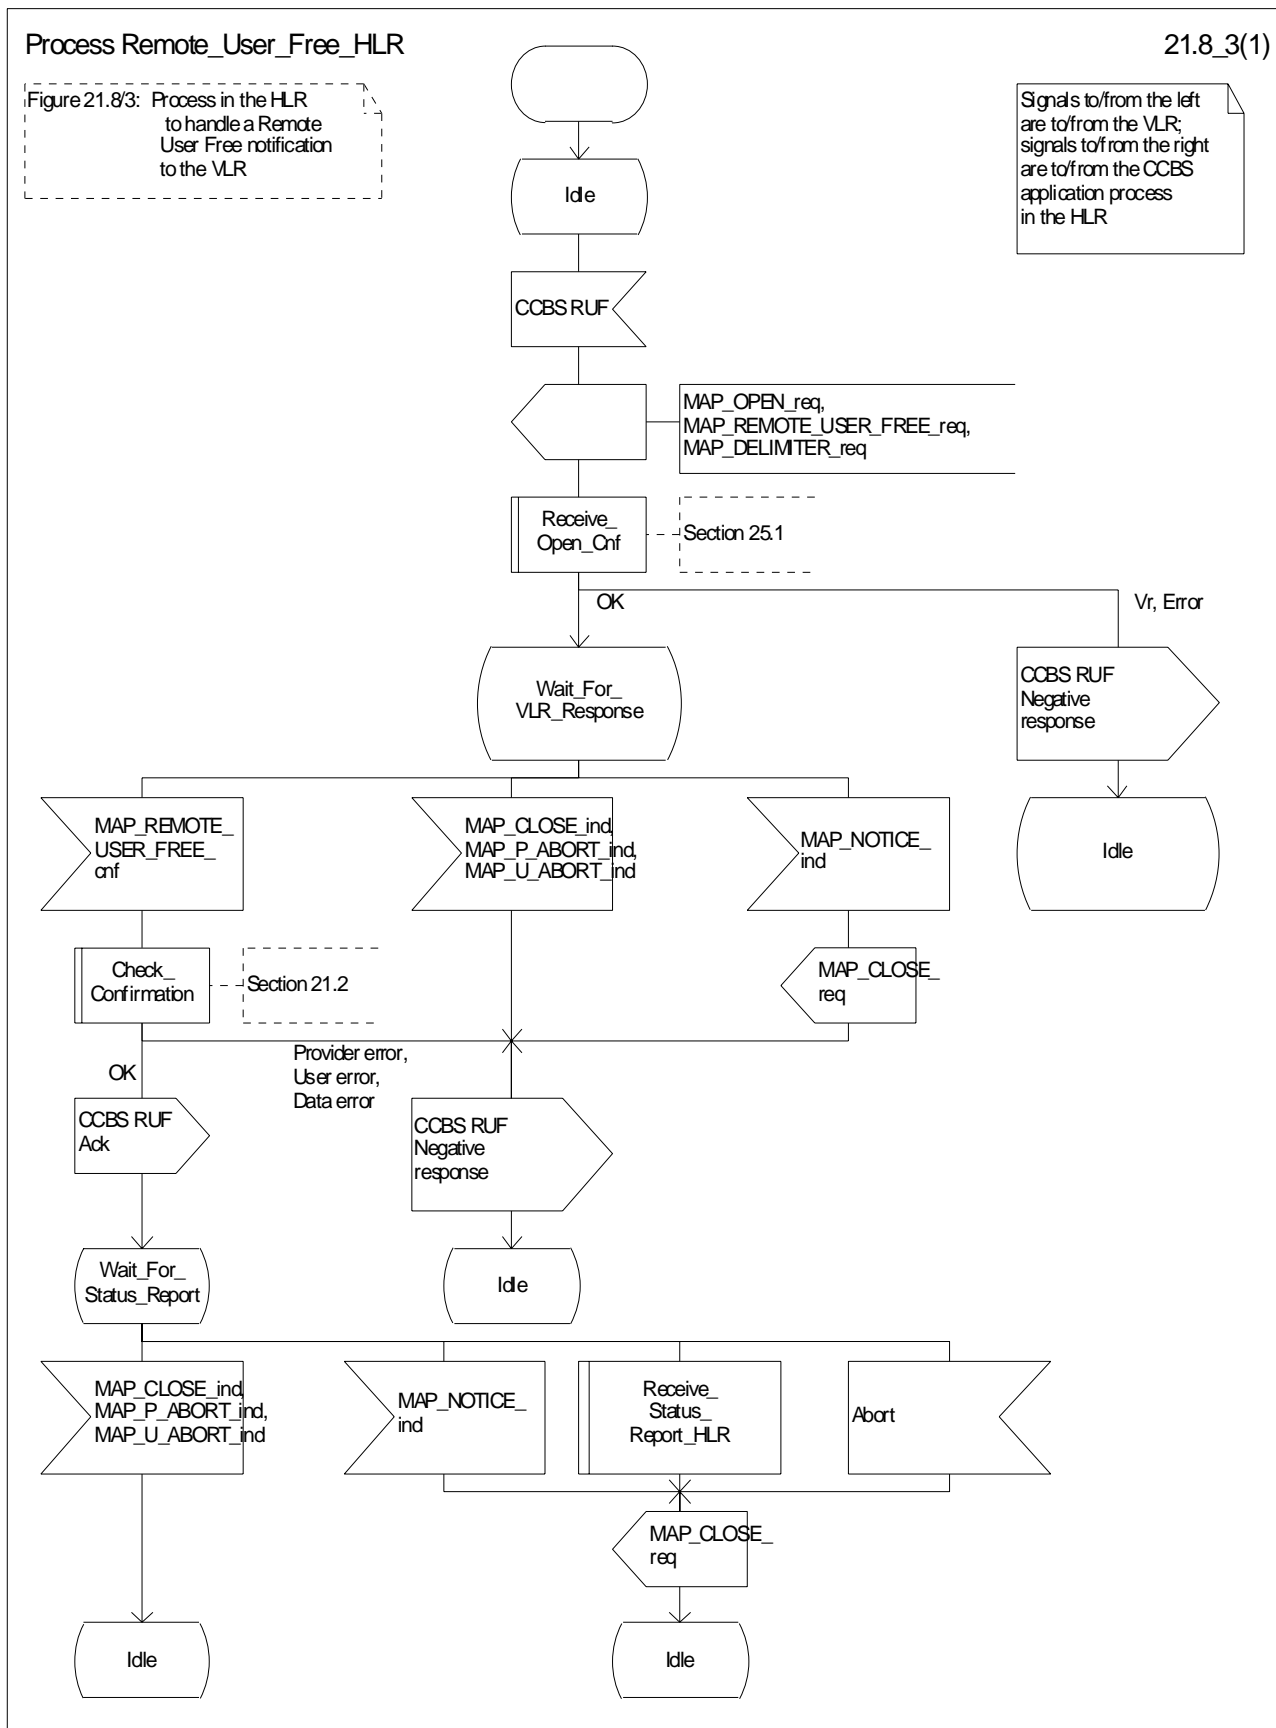 Process Remote_User_Free_HLR
21.8_3(1)
Figure 21.8/3: Process in the HLR
to handle a Remote
User Free notification
to the VLR
Signals to/from the left
are to/from the VLR;
signals to/from the right
are to/from the CCBS
application process
in the HLR
Idle
CCBS RUF
MAP_OPEN_req,
MAP_REMOTE_USER_FREE_req,
MAP_DELIMITER_req
Receive_
Open_Cnf
Section 25.1
OK
Vr, Error
Wait_For_
VLR_Response
CCBS RUF
Negative
response
MAP_REMOTE_
USER_FREE_
cnf
MAP_CLOSE_ind,
MAP_P_ABORT_ind,
MAP_U_ABORT_ind
MAP_NOTICE_
ind
Idle
Check_
Confirmation
Section 21.2
MAP_CLOSE_
req
Provider error,
User error,
Data error
OK
CCBS RUF
Ack
CCBS RUF
Negative
response
Wait_For_
Status_Report
Idle
MAP_CLOSE_ind,
MAP_P_ABORT_ind,
MAP_U_ABORT_ind
MAP_NOTICE_
ind
Receive_
Status_
Report_HLR
Abort
MAP_CLOSE_
req
Idle
Idle